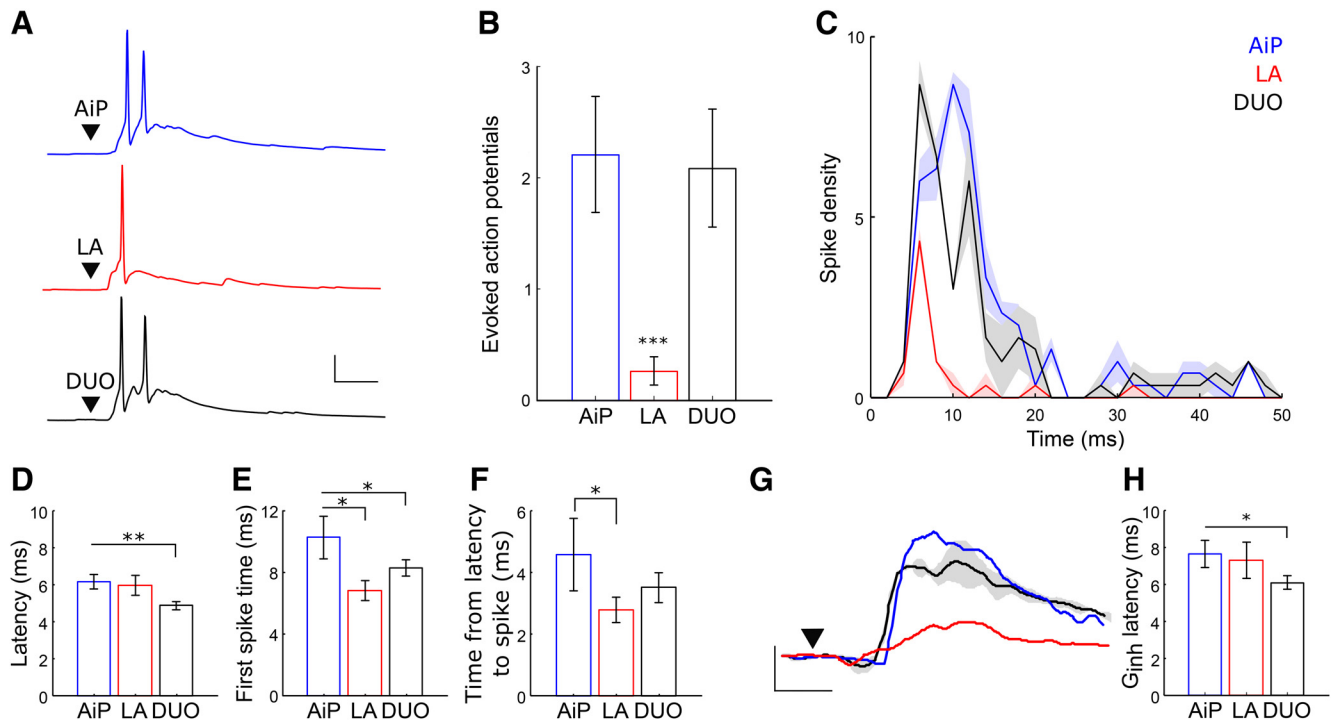 A
AiP
LA
DUO
B
Evoked action potentials
3
2
1
0
***
AiP LA DUO
C
AiP
LA
DUO
Spike density
10
5
0
0 10 20 30 40 50
Time (ms)
D
Latency (ms)
10
8
6
4
2
0
**
AiP LA DUO
E
First spike time (ms)
12
8
4
0
*
*
AiP LA DUO
F
Time from latency
to spike (ms)
6
4
2
0
*
AiP LA DUO
G
H
Ginh latency (ms)
10
8
6
4
2
0
*
AiP LA DUO